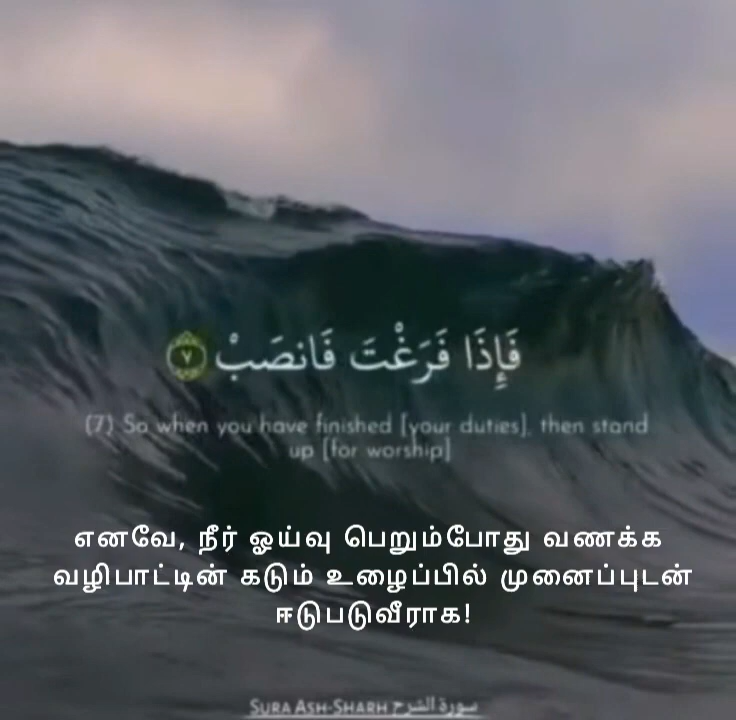 فَإِذَا فَرَغْتَ فَانصَبْ ٧
(7) So when you have finished [your duties], then stand
up [for worship]
எனவே, நீர் ஓய்வு பெறும்போது வணக்க
வழிபாட்டின் கடும் உழைப்பில் முனைப்புடன்
ஈடுபடுவீராக!
SURA ASH-SHARH سورة الشرح